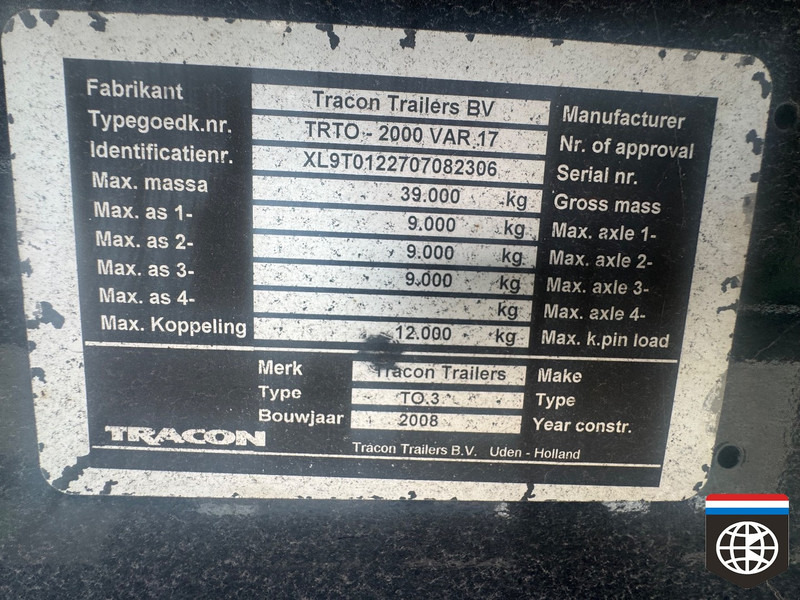 Fabrikant Tracon Trailers BV Manufacturer
Typegoedk.nr. TRTO - 2000 VAR.17 Nr. of approval
Identificatienr. XL9T0122707082306 Serial nr.
Max. massa 39.000 kg Gross mass
Max. as 1- 9.000 kg Max. axle 1-
Max. as 2- 9.000 kg Max. axle 2-
Max. as 3- 9.000 kg Max. axle 3-
Max. as 4- kg Max. axle 4-
Max. Koppeling 12.000 kg Max. k.pin load
Merk Tracon Trailers Make
Type TO.3 Type
Bouwjaar 2008 Year constr.
TRACON Tracon Trailers B.V. Uden - Holland